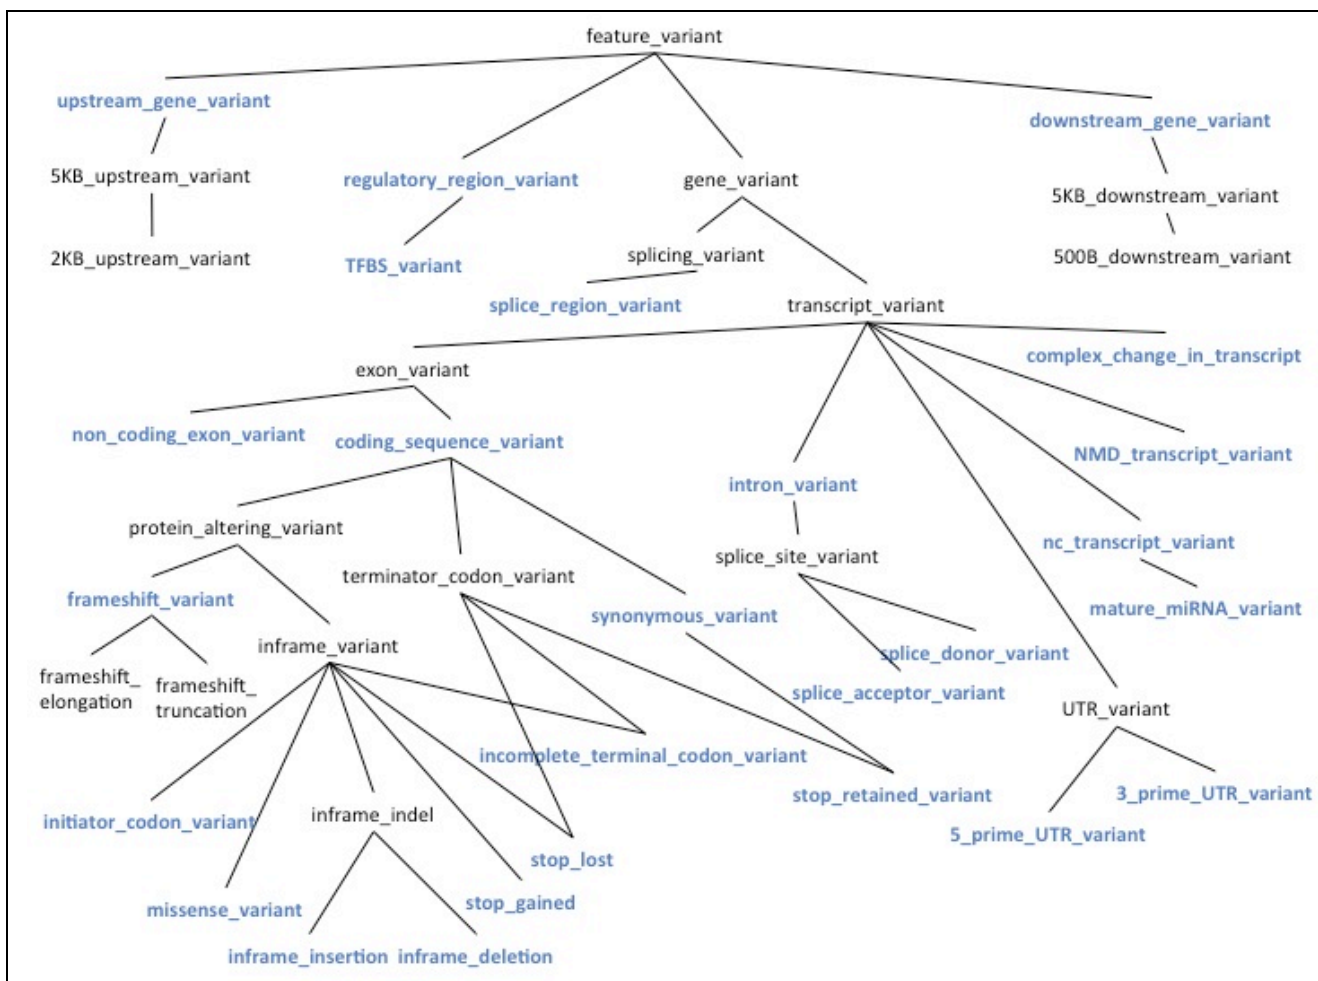 feature_variant
upstream_gene_variant
downstream_gene_variant
5KB_upstream_variant
regulatory_region_variant
gene_variant
5KB_downstream_variant
2KB_upstream_variant
TFBS_variant
splicing_variant
500B_downstream_variant
splice_region_variant
transcript_variant
complex_change_in_transcript
exon_variant
non_coding_exon_variant
coding_sequence_variant
NMD_transcript_variant
intron_variant
protein_altering_variant
nc_transcript_variant
splice_site_variant
terminator_codon_variant
frameshift_variant
synonymous_variant
mature_miRNA_variant
inframe_variant
splice_donor_variant
frameshift_
elongation
frameshift_
truncation
splice_acceptor_variant
UTR_variant
incomplete_terminal_codon_variant
stop_retained_variant
3_prime_UTR_variant
initiator_codon_variant
inframe_indel
5_prime_UTR_variant
stop_lost
missense_variant
stop_gained
inframe_insertion
inframe_deletion